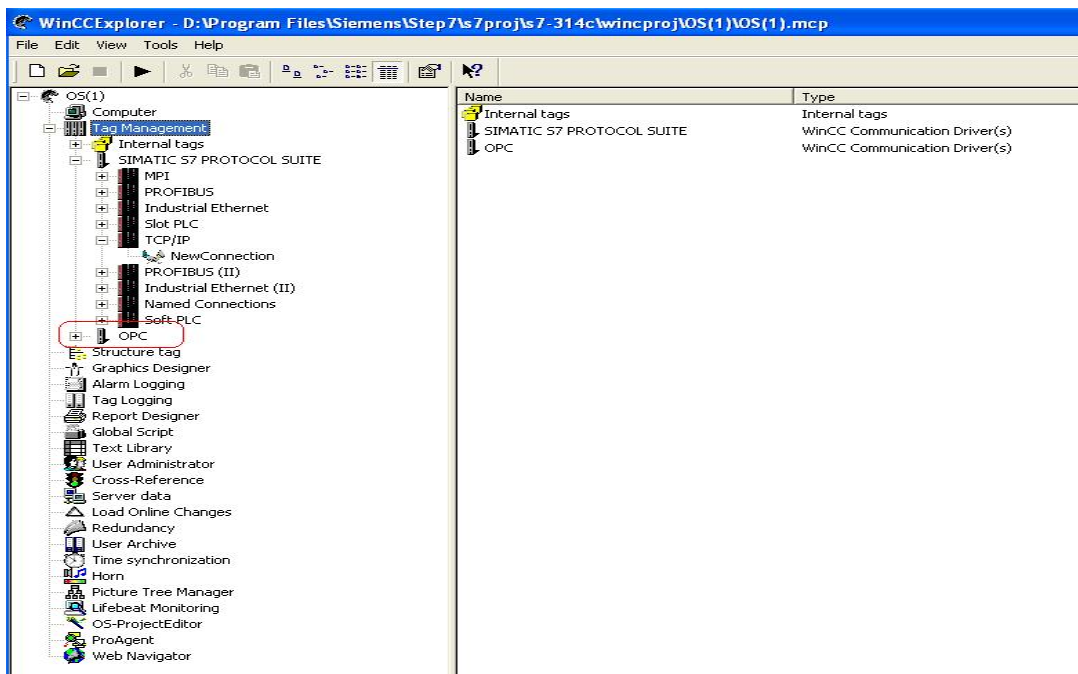 WinCCExplorer - D:\Program Files\Siemens\Step7\s7proj\s7-314c\wincproj\OS(1)\OS(1).mcp
File Edit View Tools Help
OS(1)
Computer
Tag Management
Internal tags
SIMATIC S7 PROTOCOL SUITE
MPI
PROFIBUS
Industrial Ethernet
Slot PLC
TCP/IP
NewConnection
PROFIBUS (II)
Industrial Ethernet (II)
Named Connections
Soft PLC
OPC
Structure tag
Graphics Designer
Alarm Logging
Tag Logging
Report Designer
Global Script
Text Library
User Administrator
Cross-Reference
Server data
Load Online Changes
Redundancy
User Archive
Time synchronization
Horn
Picture Tree Manager
Lifebeat Monitoring
OS-ProjectEditor
ProAgent
Web Navigator
Name Type
Internal tags Internal tags
SIMATIC S7 PROTOCOL SUITE WinCC Communication Driver(s)
OPC WinCC Communication Driver(s)